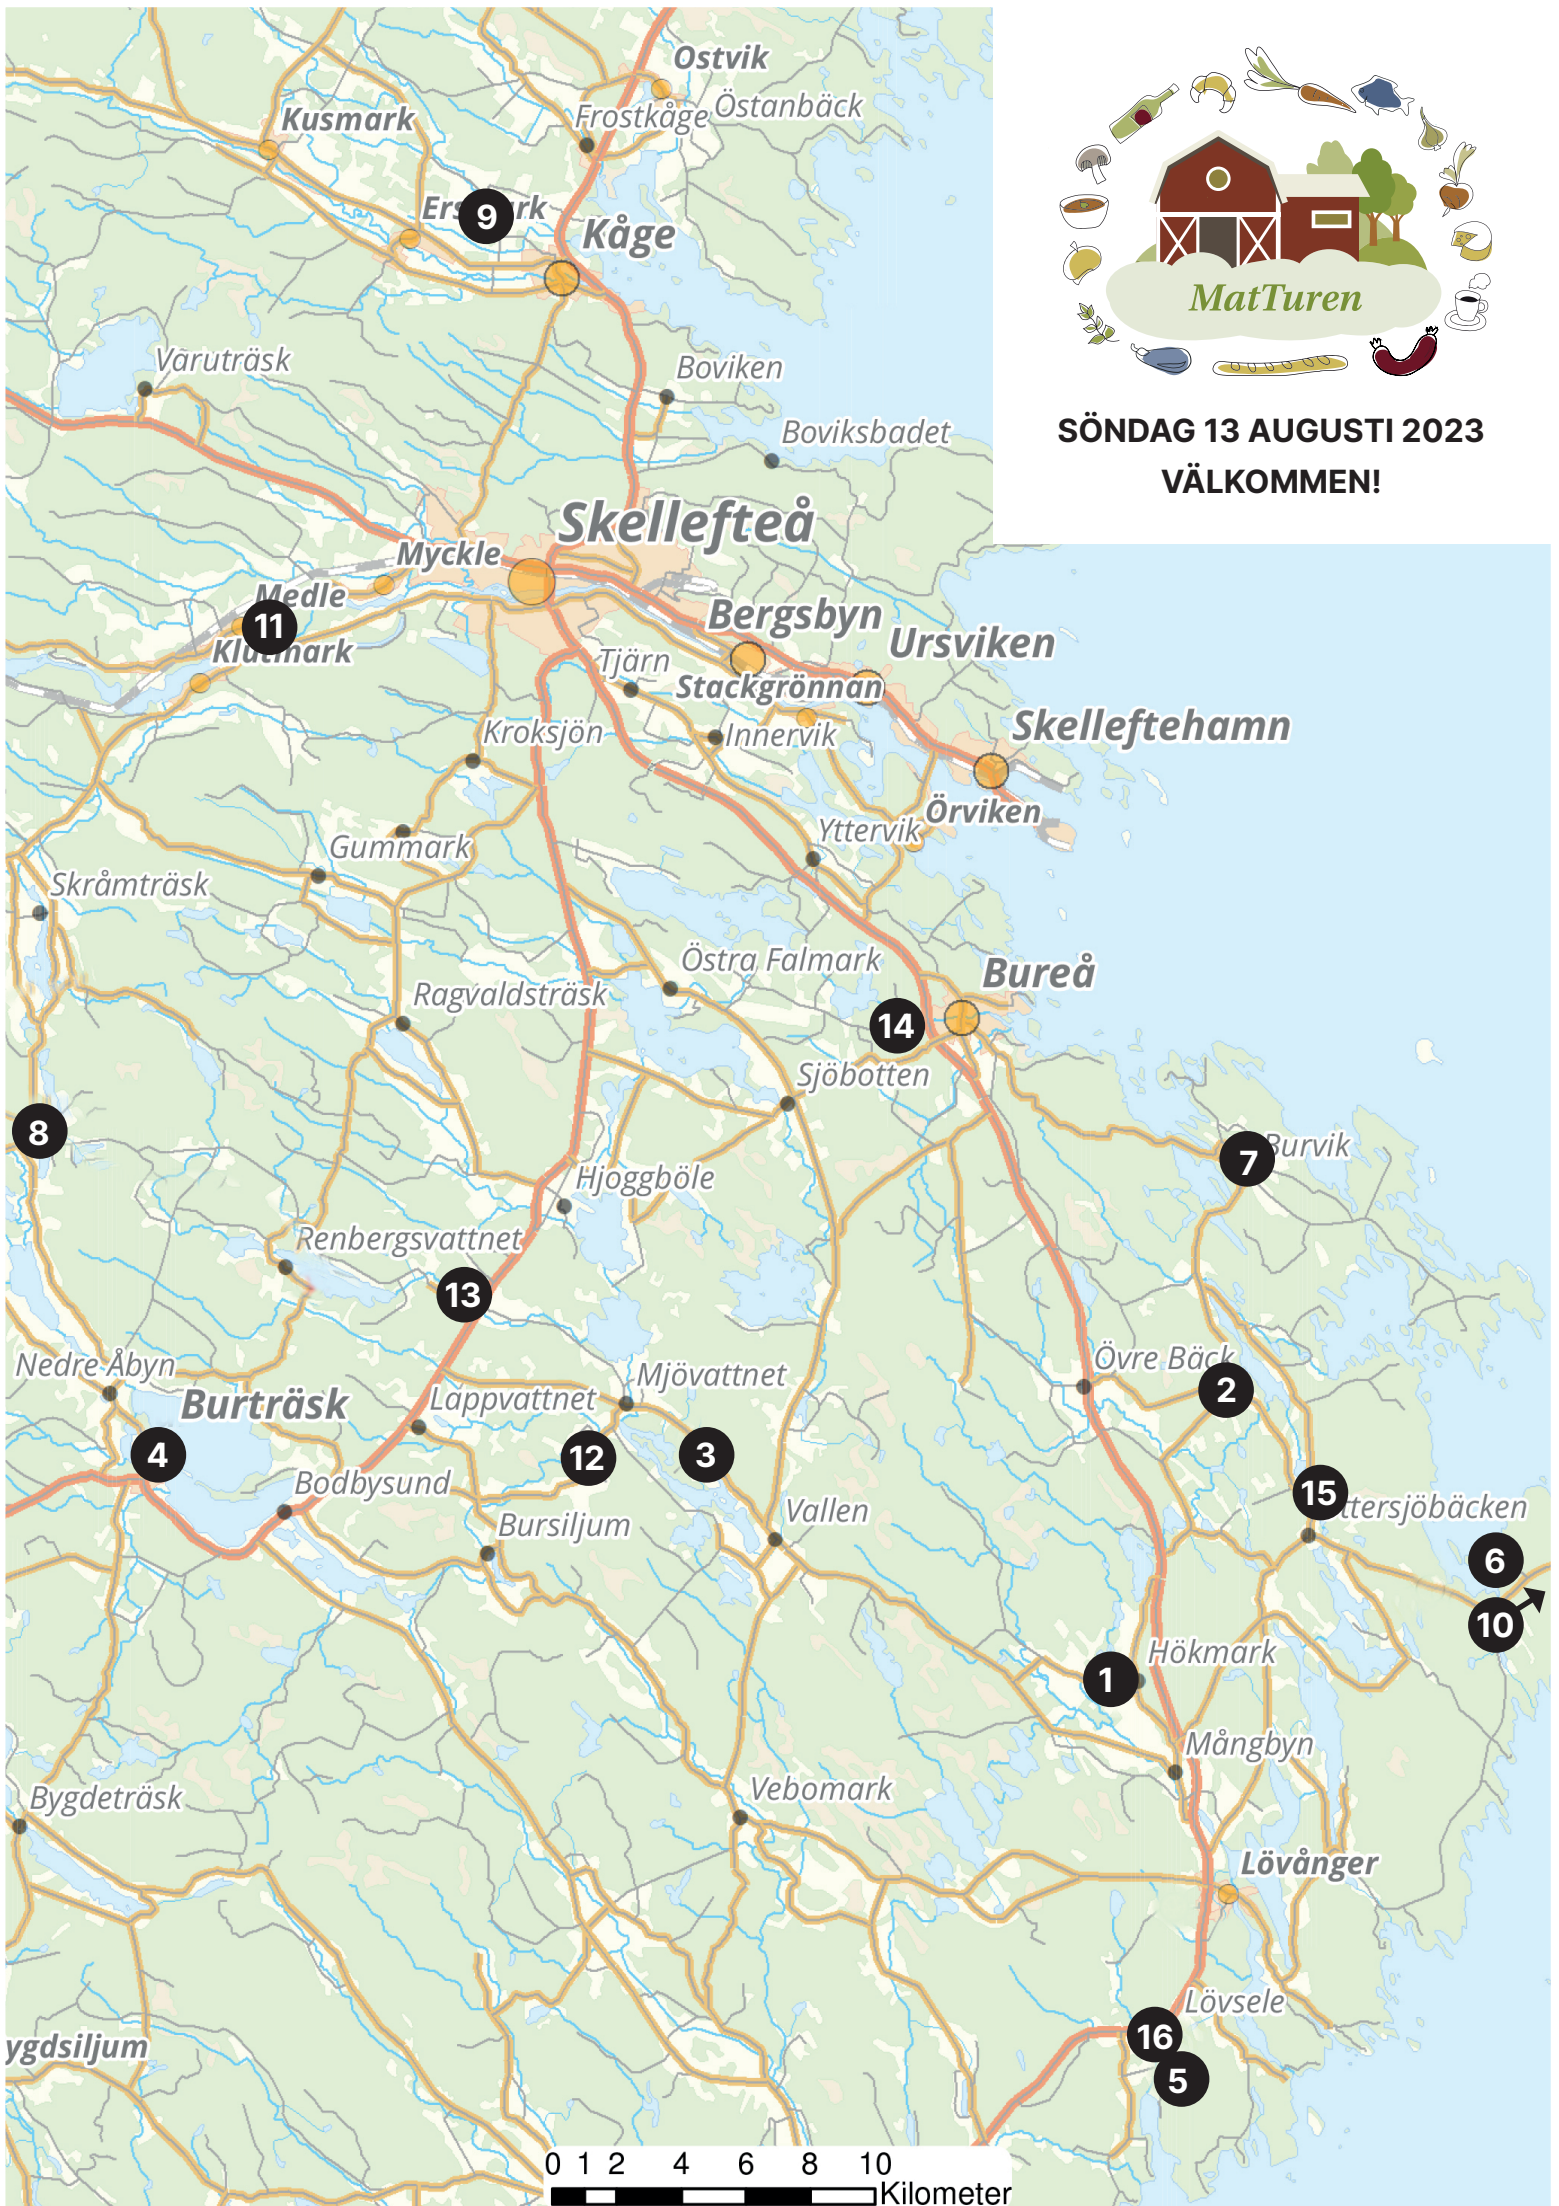 Ostvik
Östanbäck
Frostkåge
Kusmark
9
Kåge
MatTuren
SÖNDAG 13 AUGUSTI 2023
VÄLKOMMEN!
Varuträsk
Boviken
Boviksbadet
Skellefteå
Myckle
Medle
11
Klutmark
Bergsbyn
Ursviken
Tjärn
Stackgrönnan
Skelleftehamn
Kroksjön
Innervik
Örviken
Yttervik
Gummark
Skråmträsk
Östra Falmark
Bureå
Ragvaldsträsk
14
Sjöbotten
8
7
Burvik
Hjoggböle
Renbergsvattnet
13
Nedre Åbyn
Övre Bäck
Mjövattnet
2
Burträsk
Lappvattnet
4
12
3
Bodbysund
15
ttersjöbäcken
Vallen
Bursiljum
6
10
Hökmark
1
Mångbyn
Bygdeträsk
Vebomark
Lövånger
Lövsele
16
ygdsiljum
5
0 1 2 4 6 8 10
Kilometer